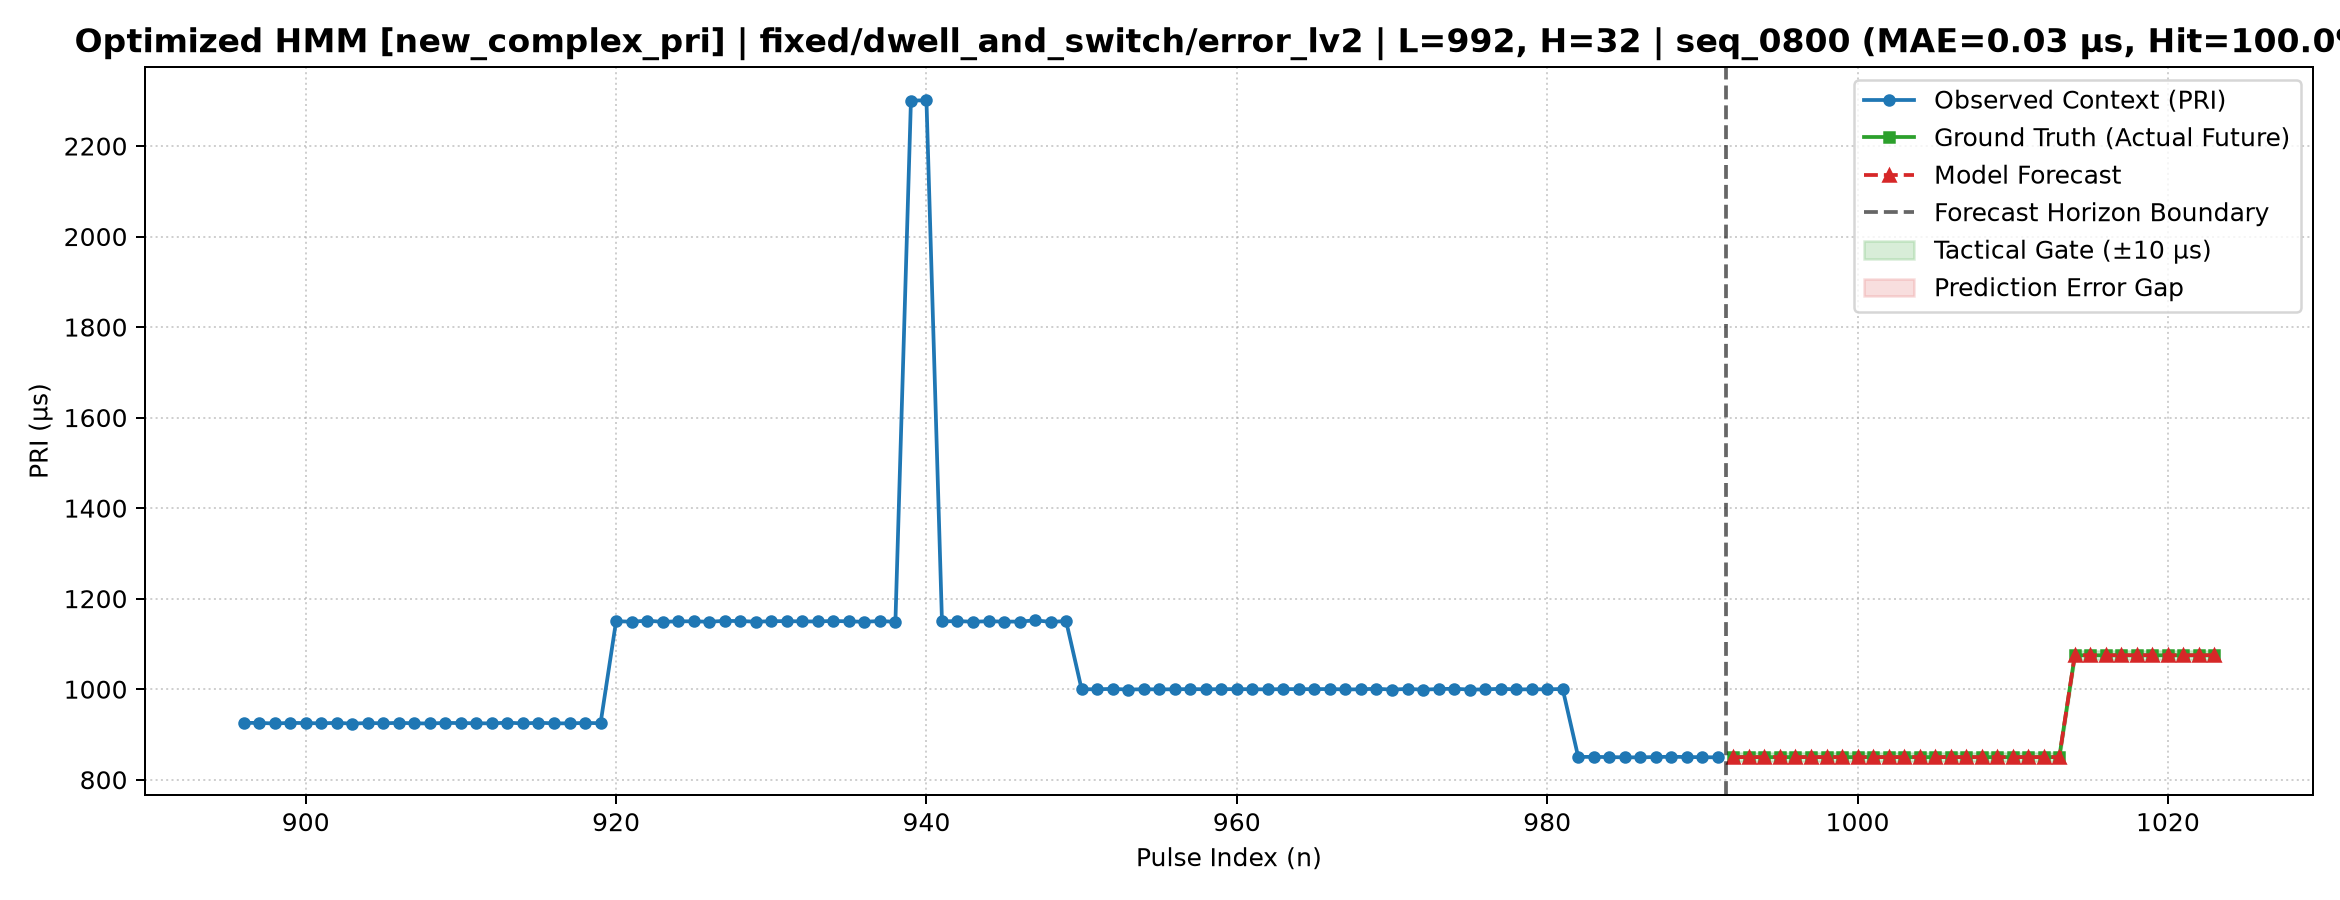 Optimized HMM [new_complex_pri] | fixed/dwell_and_switch/error_lv2 | L=992, H=32 | seq_0800 (MAE=0.03 µs, Hit=100.0%
Observed Context (PRI)
Ground Truth (Actual Future)
Model Forecast
Forecast Horizon Boundary
Tactical Gate (±10 µs)
Prediction Error Gap
PRI (µs)
2200
2000
1800
1600
1400
1200
1000
800
900
920
940
960
980
1000
1020
Pulse Index (n)